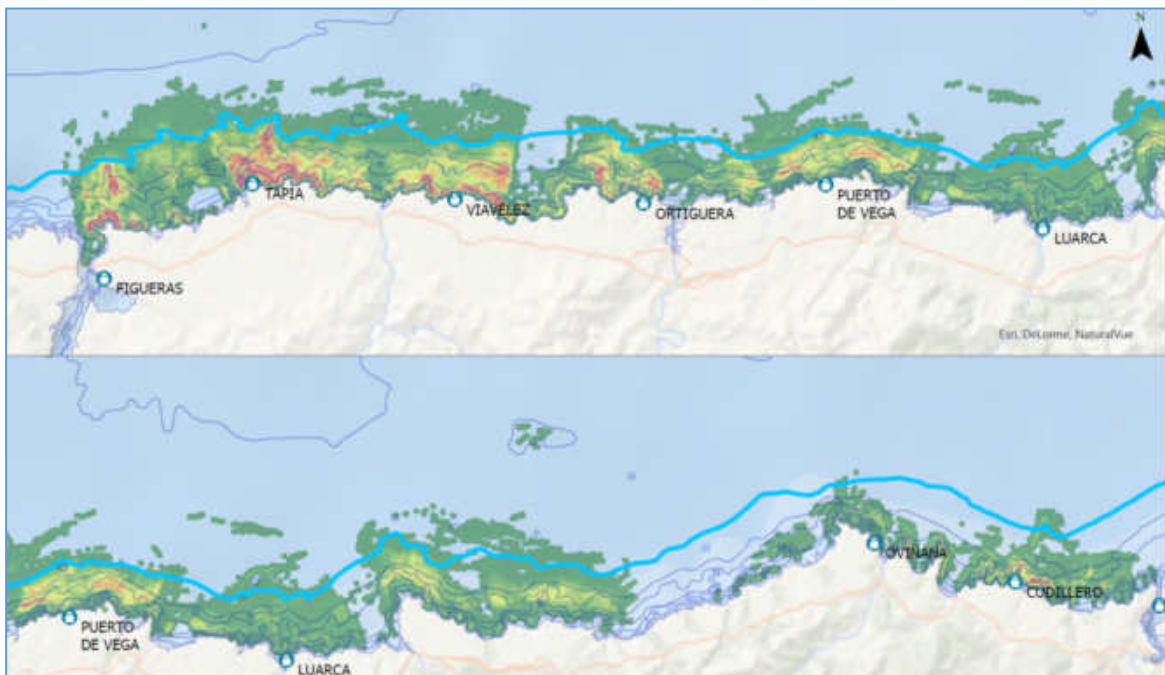 N
TAPIA
VIAVELEZ
ORTIGUERA
PUERTO
DE VEGA
LUARCA
FIGUERAS
Esri, DeLorme, NaturalVue
OVIÑANA
CUDILLERO
PUERTO
DE VEGA
LUARCA